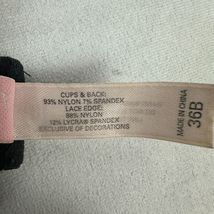 CUPS & BACK:
93% NYLON 7% SPANDEX
LACE EDGE:
88% NYLON
12% LYCRA® SPANDEX
EXCLUSIVE OF DECORATIONS
MADE IN CHINA
36B